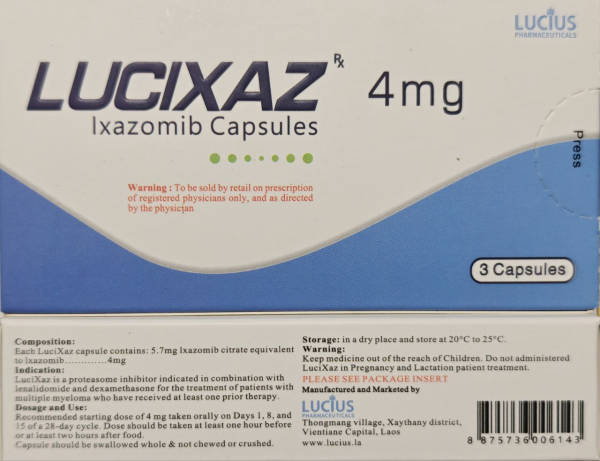 LUCIUS
PHARMACEUTICALS
LUCIXAZ Rx 4mg
Ixazomib Capsules
Press
Warning : To be sold by retail on prescription
of registered physicians only, and as directed
by the physician
3 Capsules
Composition:
Each LuciXaz capsule contains: 5.7mg Ixazomib citrate equivalent
to Ixazomib.............4mg
Indication:
LuciXaz is a proteasome inhibitor indicated in combination with
lenalidomide and dexamethasone for the treatment of patients with
multiple myeloma who have received at least one prior therapy.
Dosage and Use:
Recommended starting dose of 4 mg taken orally on Days 1, 8, and
15 of a 28-day cycle. Dose should be taken at least one hour before
or at least two hours after food.
Capsule should be swallowed whole & not chewed or crushed.
Storage: in a dry place and store at 20°C to 25°C.
Warning:
Keep medicine out of the reach of Children. Do not administered
LuciXaz in Pregnancy and Lactation patient treatment.
PLEASE SEE PACKAGE INSERT
Manufactured and Marketed by
LUCIUS
PHARMACEUTICALS
Thongmang village, Xaythany district,
Vientiane Capital, Laos
www.lucius.la
8 875736 006143